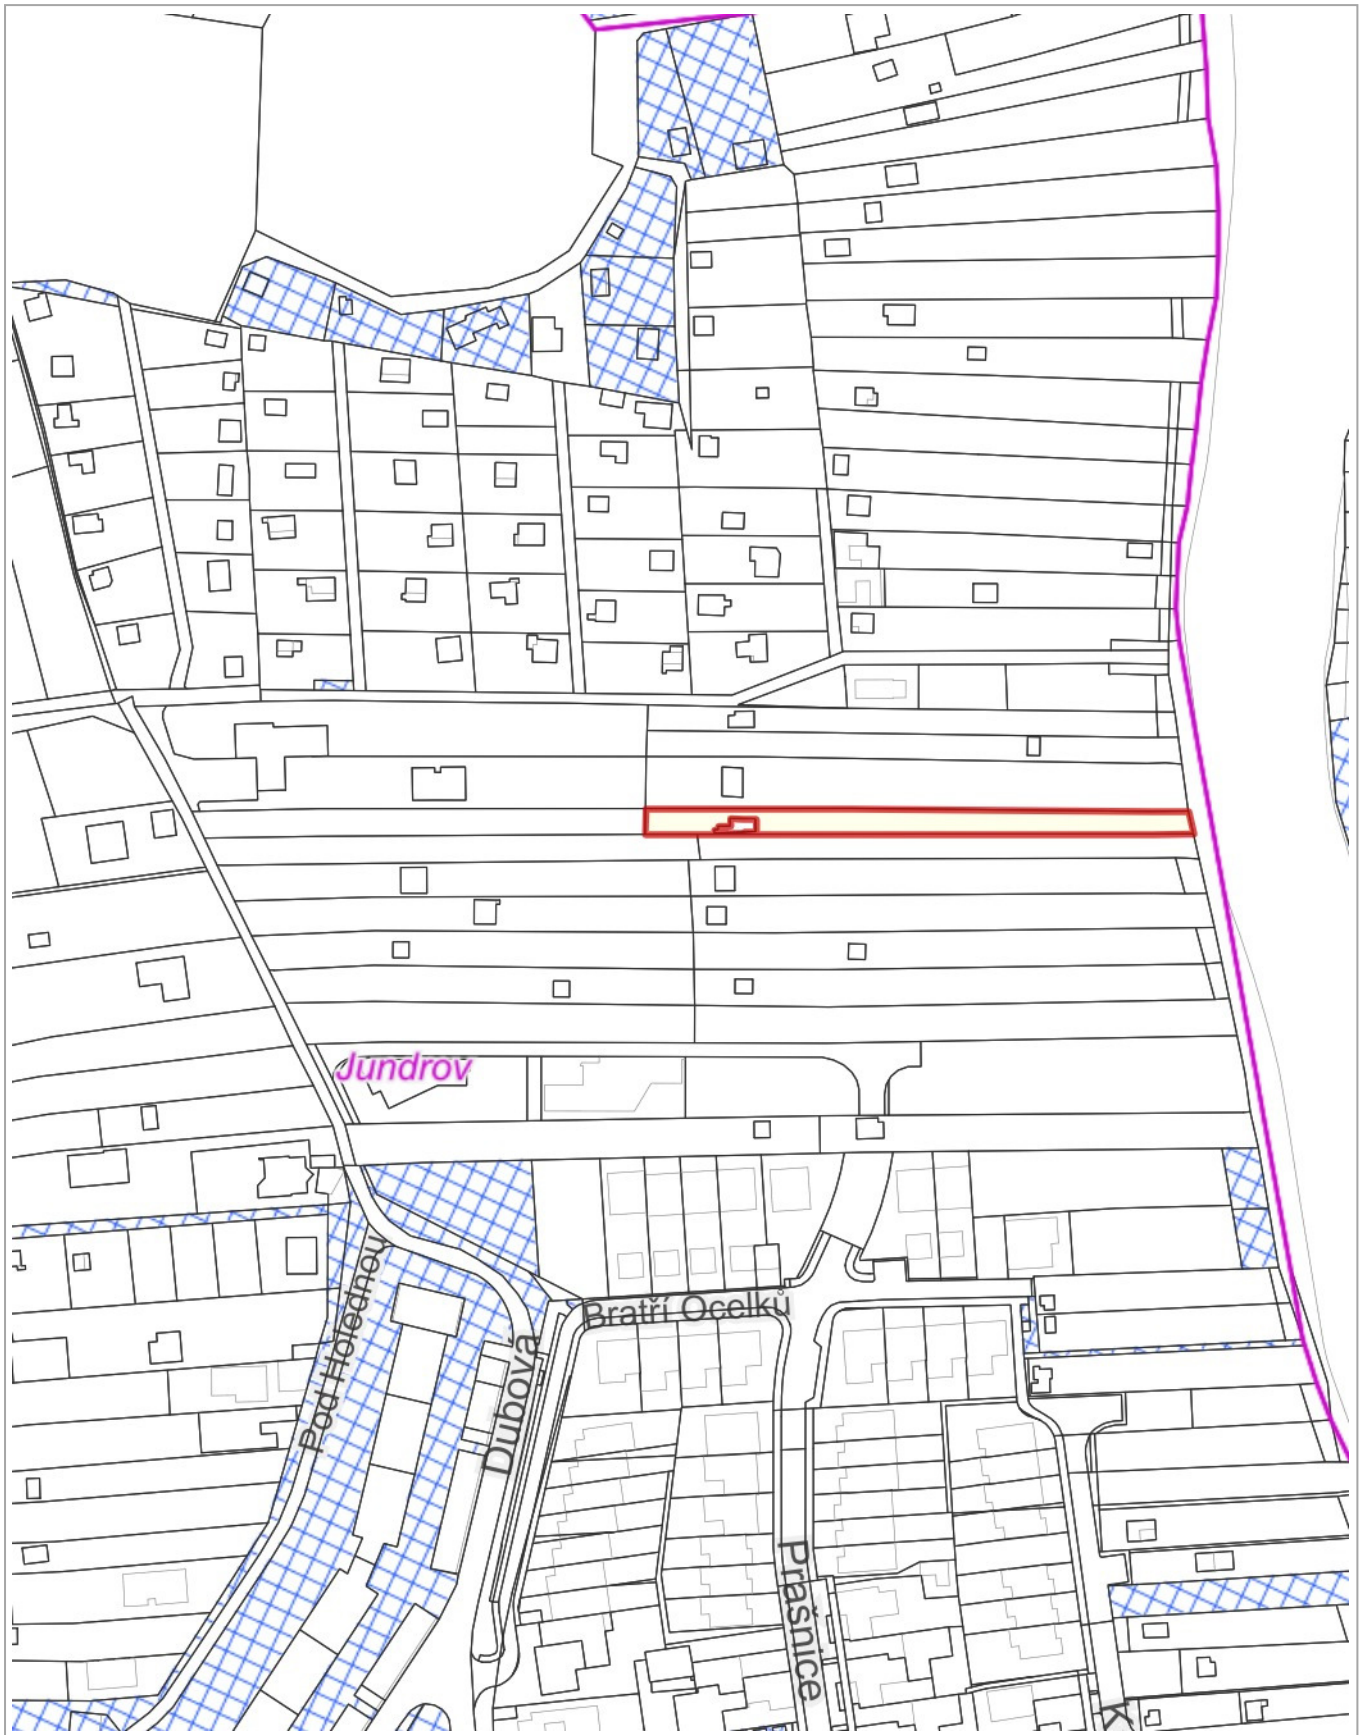 Jundrov
Pod Holednou
Dubová
Bratří Ocelků
Prašnice
K